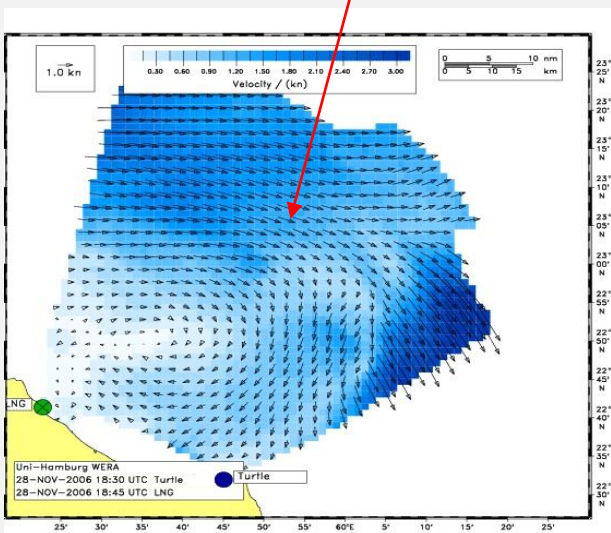 1.0 kn
0.30 0.60 0.90 1.20 1.50 1.80 2.10 2.40 2.70 3.00
Velocity / (kn)
0 5 10 nm
0 5 10 15 km
23° 25' N
23° 20' N
23° 15' N
23° 10' N
23° 05' N
23° 00' N
22° 55' N
22° 50' N
22° 45' N
22° 40' N
22° 35' N
22° 30' N
LNG
Turtle
Uni-Hamburg WERA
28-NOV-2006 18:30 UTC Turtle
28-NOV-2006 18:45 UTC LNG
25' 30' 35' 40' 45' 50' 55' 60°E 5' 10' 15' 20' 25'